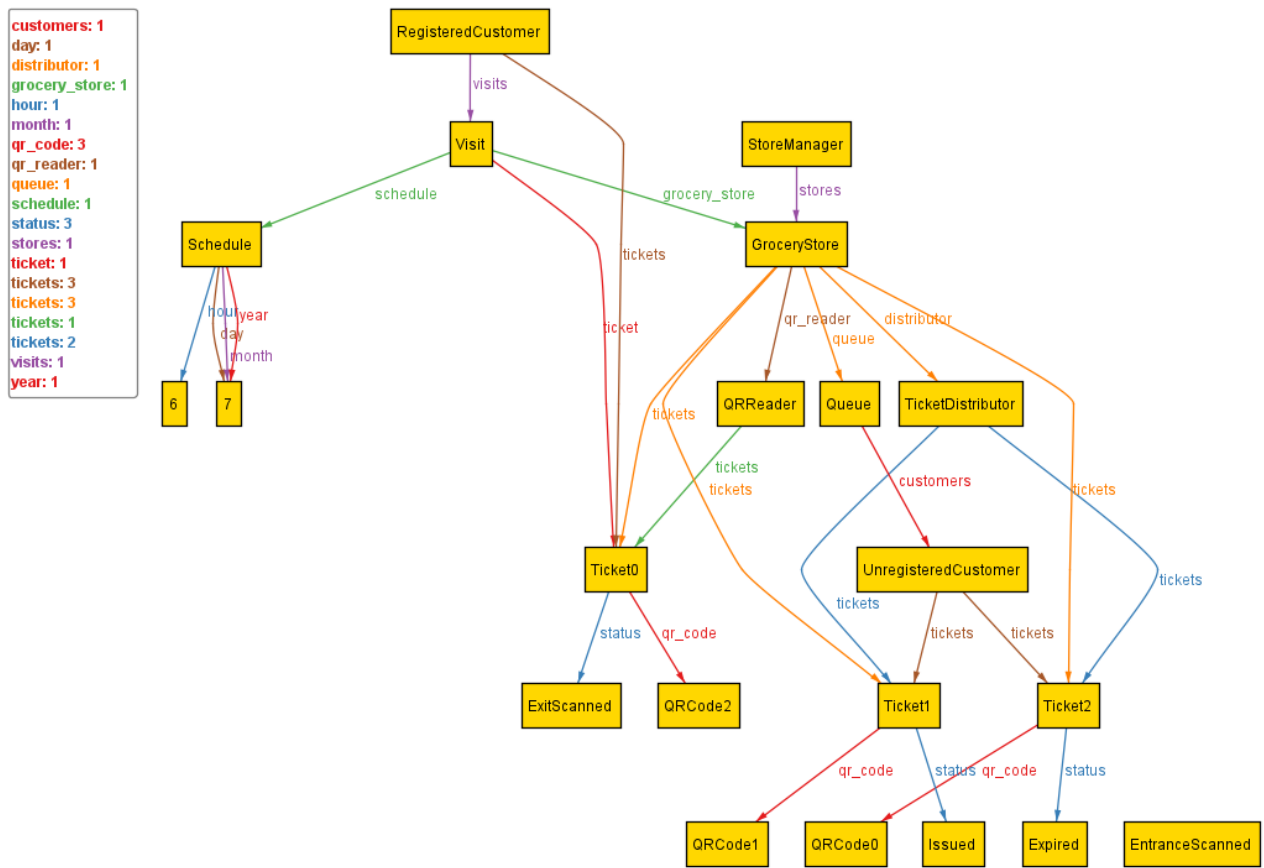 customers: 1
day: 1
distributor: 1
grocery_store: 1
hour: 1
month: 1
qr_code: 3
qr_reader: 1
queue: 1
schedule: 1
status: 3
stores: 1
ticket: 1
tickets: 3
tickets: 3
tickets: 1
tickets: 2
visits: 1
year: 1
RegisteredCustomer
visits
Visit
StoreManager
schedule
grocery_store
stores
Schedule
GroceryStore
tickets
hour
year
day
month
ticket
qr_reader
queue
distributor
6
7
QRReader
Queue
TicketDistributor
tickets
tickets
tickets
customers
tickets
Ticket0
UnregisteredCustomer
tickets
tickets
status
qr_code
tickets
tickets
ExitScanned
QRCode2
Ticket1
Ticket2
qr_code
status
qr_code
status
QRCode1
QRCode0
Issued
Expired
EntranceScanned